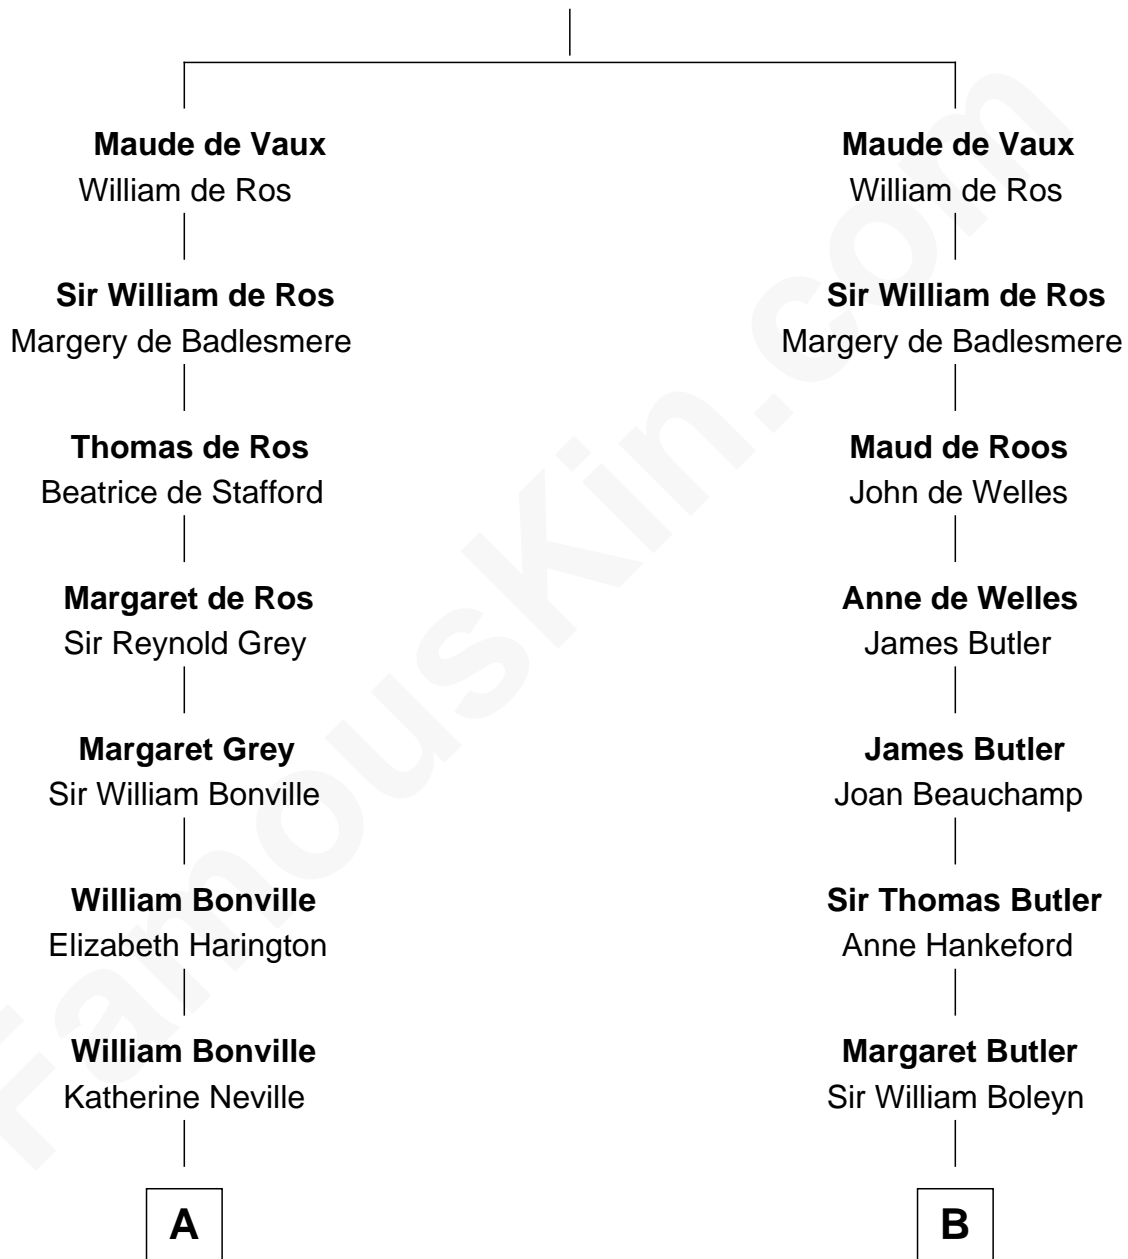 Maude de Vaux
William de Ros
Sir William de Ros
Margery de Badlesmere
Thomas de Ros
Beatrice de Stafford
Margaret de Ros
Sir Reynold Grey
Margaret Grey
Sir William Bonville
William Bonville
Elizabeth Harington
William Bonville
Katherine Neville
A
Maude de Vaux
William de Ros
Sir William de Ros
Margery de Badlesmere
Maud de Roos
John de Welles
Anne de Welles
James Butler
James Butler
Joan Beauchamp
Sir Thomas Butler
Anne Hankeford
Margaret Butler
Sir William Boleyn
B
FamousKin.com